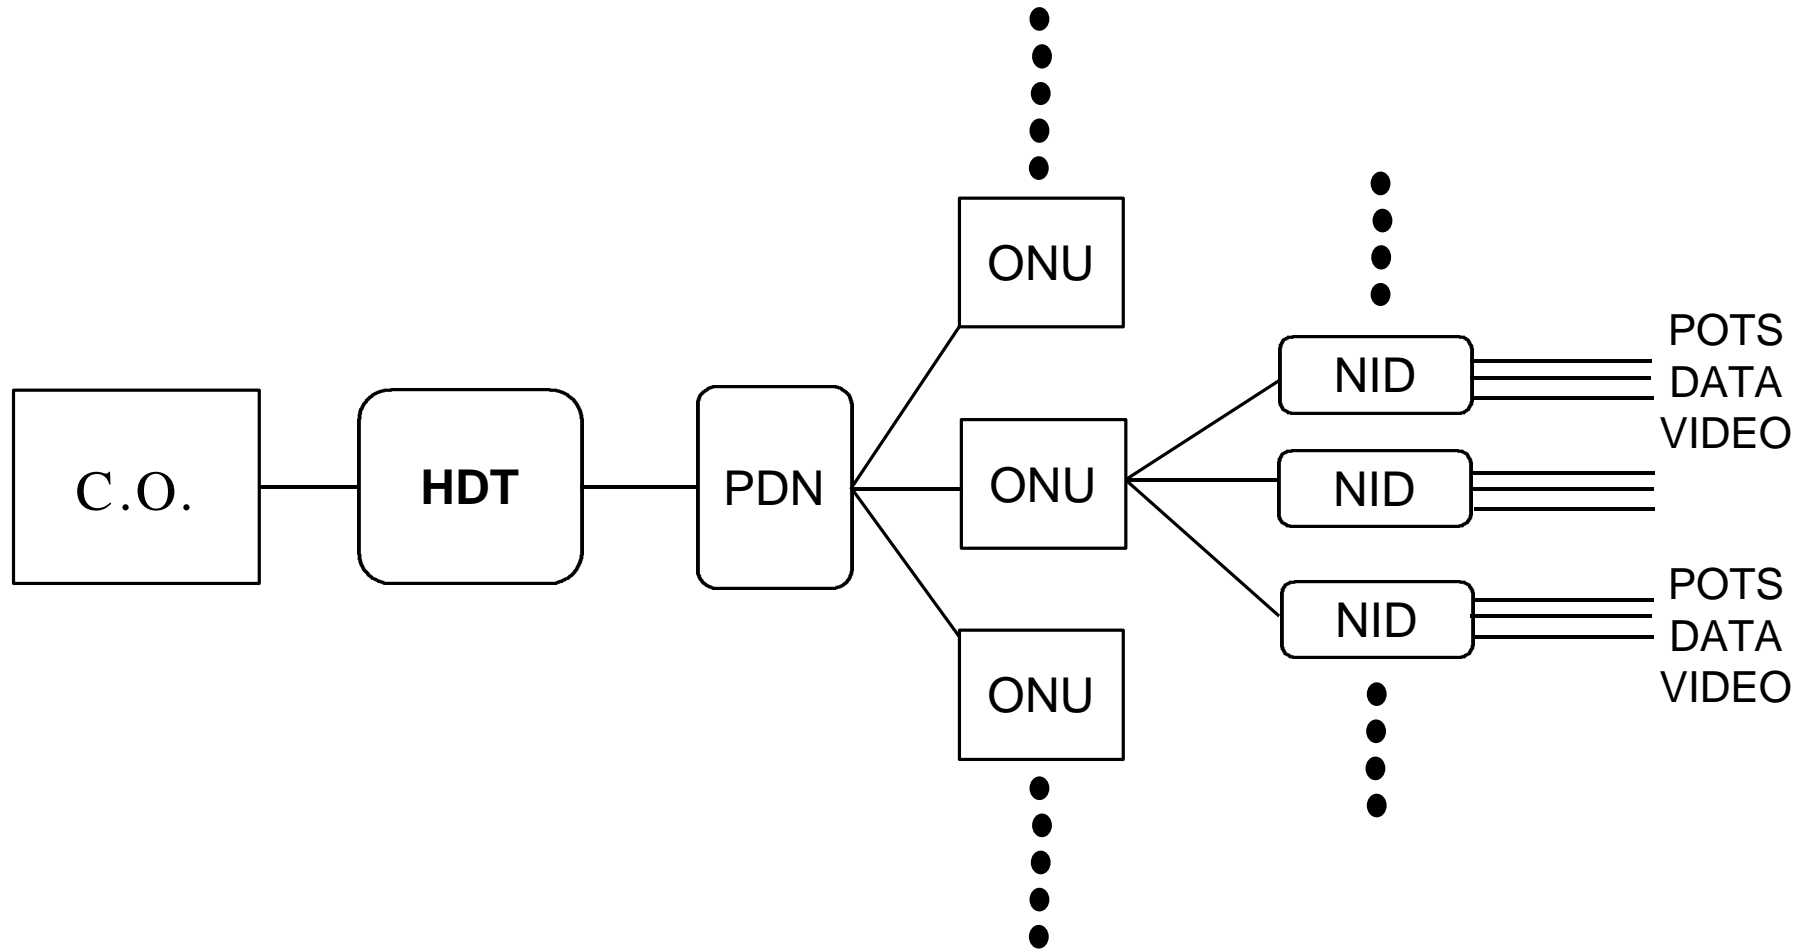 C.O.
HDT
PDN
ONU
ONU
ONU
NID
NID
NID
POTS
DATA
VIDEO
POTS
DATA
VIDEO